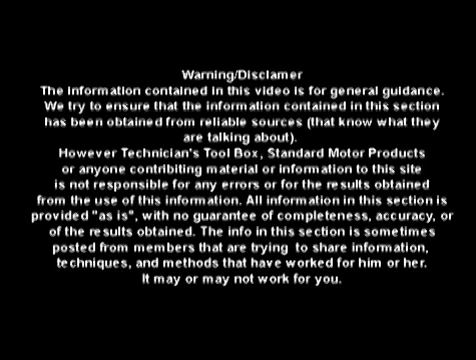 Warning/Disclamer
The Information contained in this video is for general guidance.
We try to ensure that the information contained in this section
has been obtained from reliable sources (that know what they
are talking about).
However Technician's Tool Box, Standard Motor Products
or anyone contribiting material or information to this site
is not responsible for any errors or for the results obtained
from the use of this information. All information in this section is
provided "as is", with no guarantee of completeness, accuracy, or
of the results obtained. The info in this section is sometimes
posted from members that are trying to share information,
techniques, and methods that have worked for him or her.
It may or may not work for you.